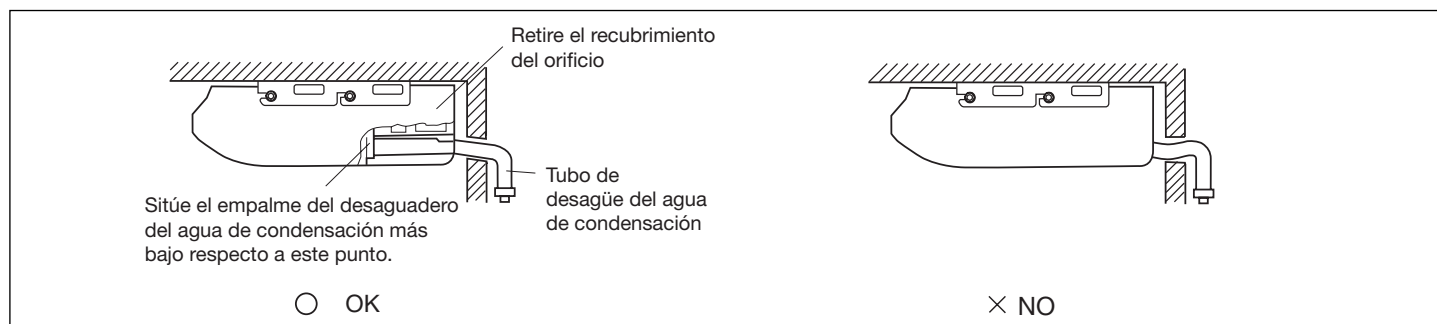 Retire el recubrimiento
del orificio
Tubo de
desagüe del agua
de condensación
Sitúe el empalme del desaguadero
del agua de condensación más
bajo respecto a este punto.
○ OK
× NO